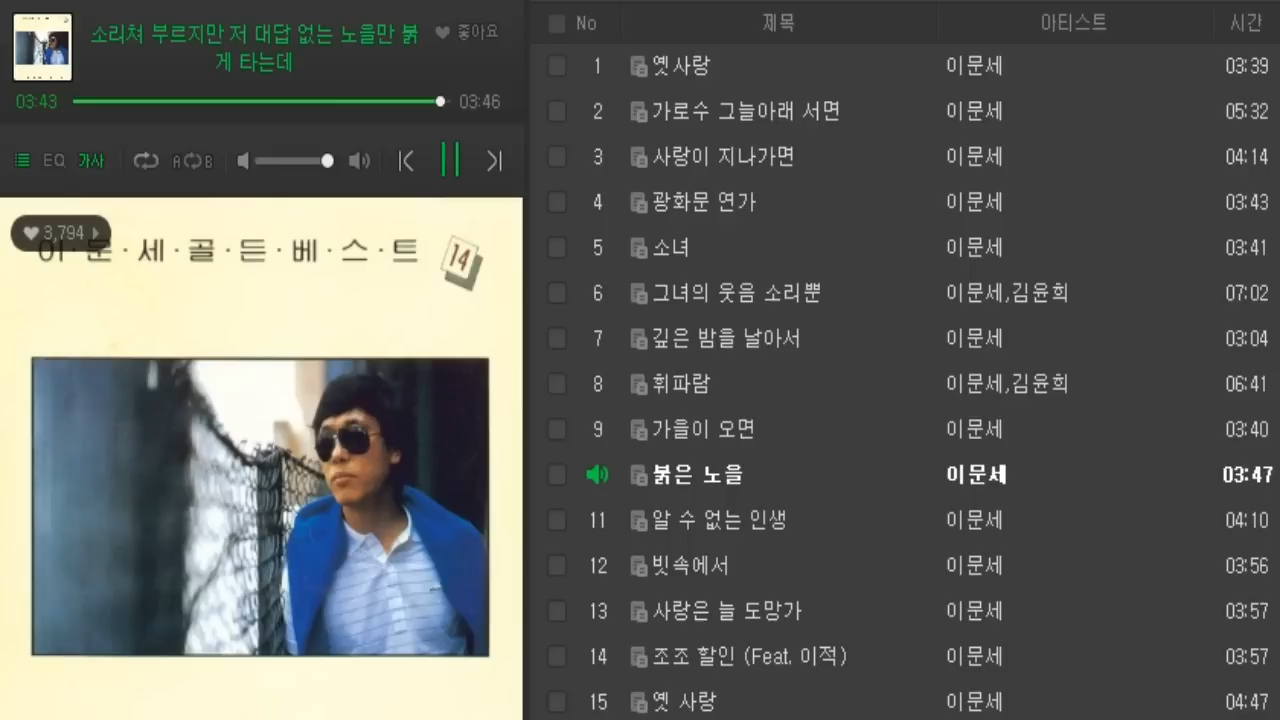 소리쳐 부르지만 저 대답 없는 노을만 붉
게 타는데
좋아요
03:43
03:46
EQ 가사 A B
3,794
이·문·세·골·든·베·스·트
14
No 제목 아티스트 시간
1 옛사랑 이문세 03:39
2 가로수 그늘아래 서면 이문세 05:32
3 사랑이 지나가면 이문세 04:14
4 광화문 연가 이문세 03:43
5 소녀 이문세 03:41
6 그녀의 웃음 소리뿐 이문세,김윤희 07:02
7 깊은 밤을 날아서 이문세 03:04
8 휘파람 이문세,김윤희 06:41
9 가을이 오면 이문세 03:40
붉은 노을 이문세 03:47
11 알 수 없는 인생 이문세 04:10
12 빗속에서 이문세 03:56
13 사랑은 늘 도망가 이문세 03:57
14 조조 할인 (Feat. 이적) 이문세 03:57
15 옛 사랑 이문세 04:47